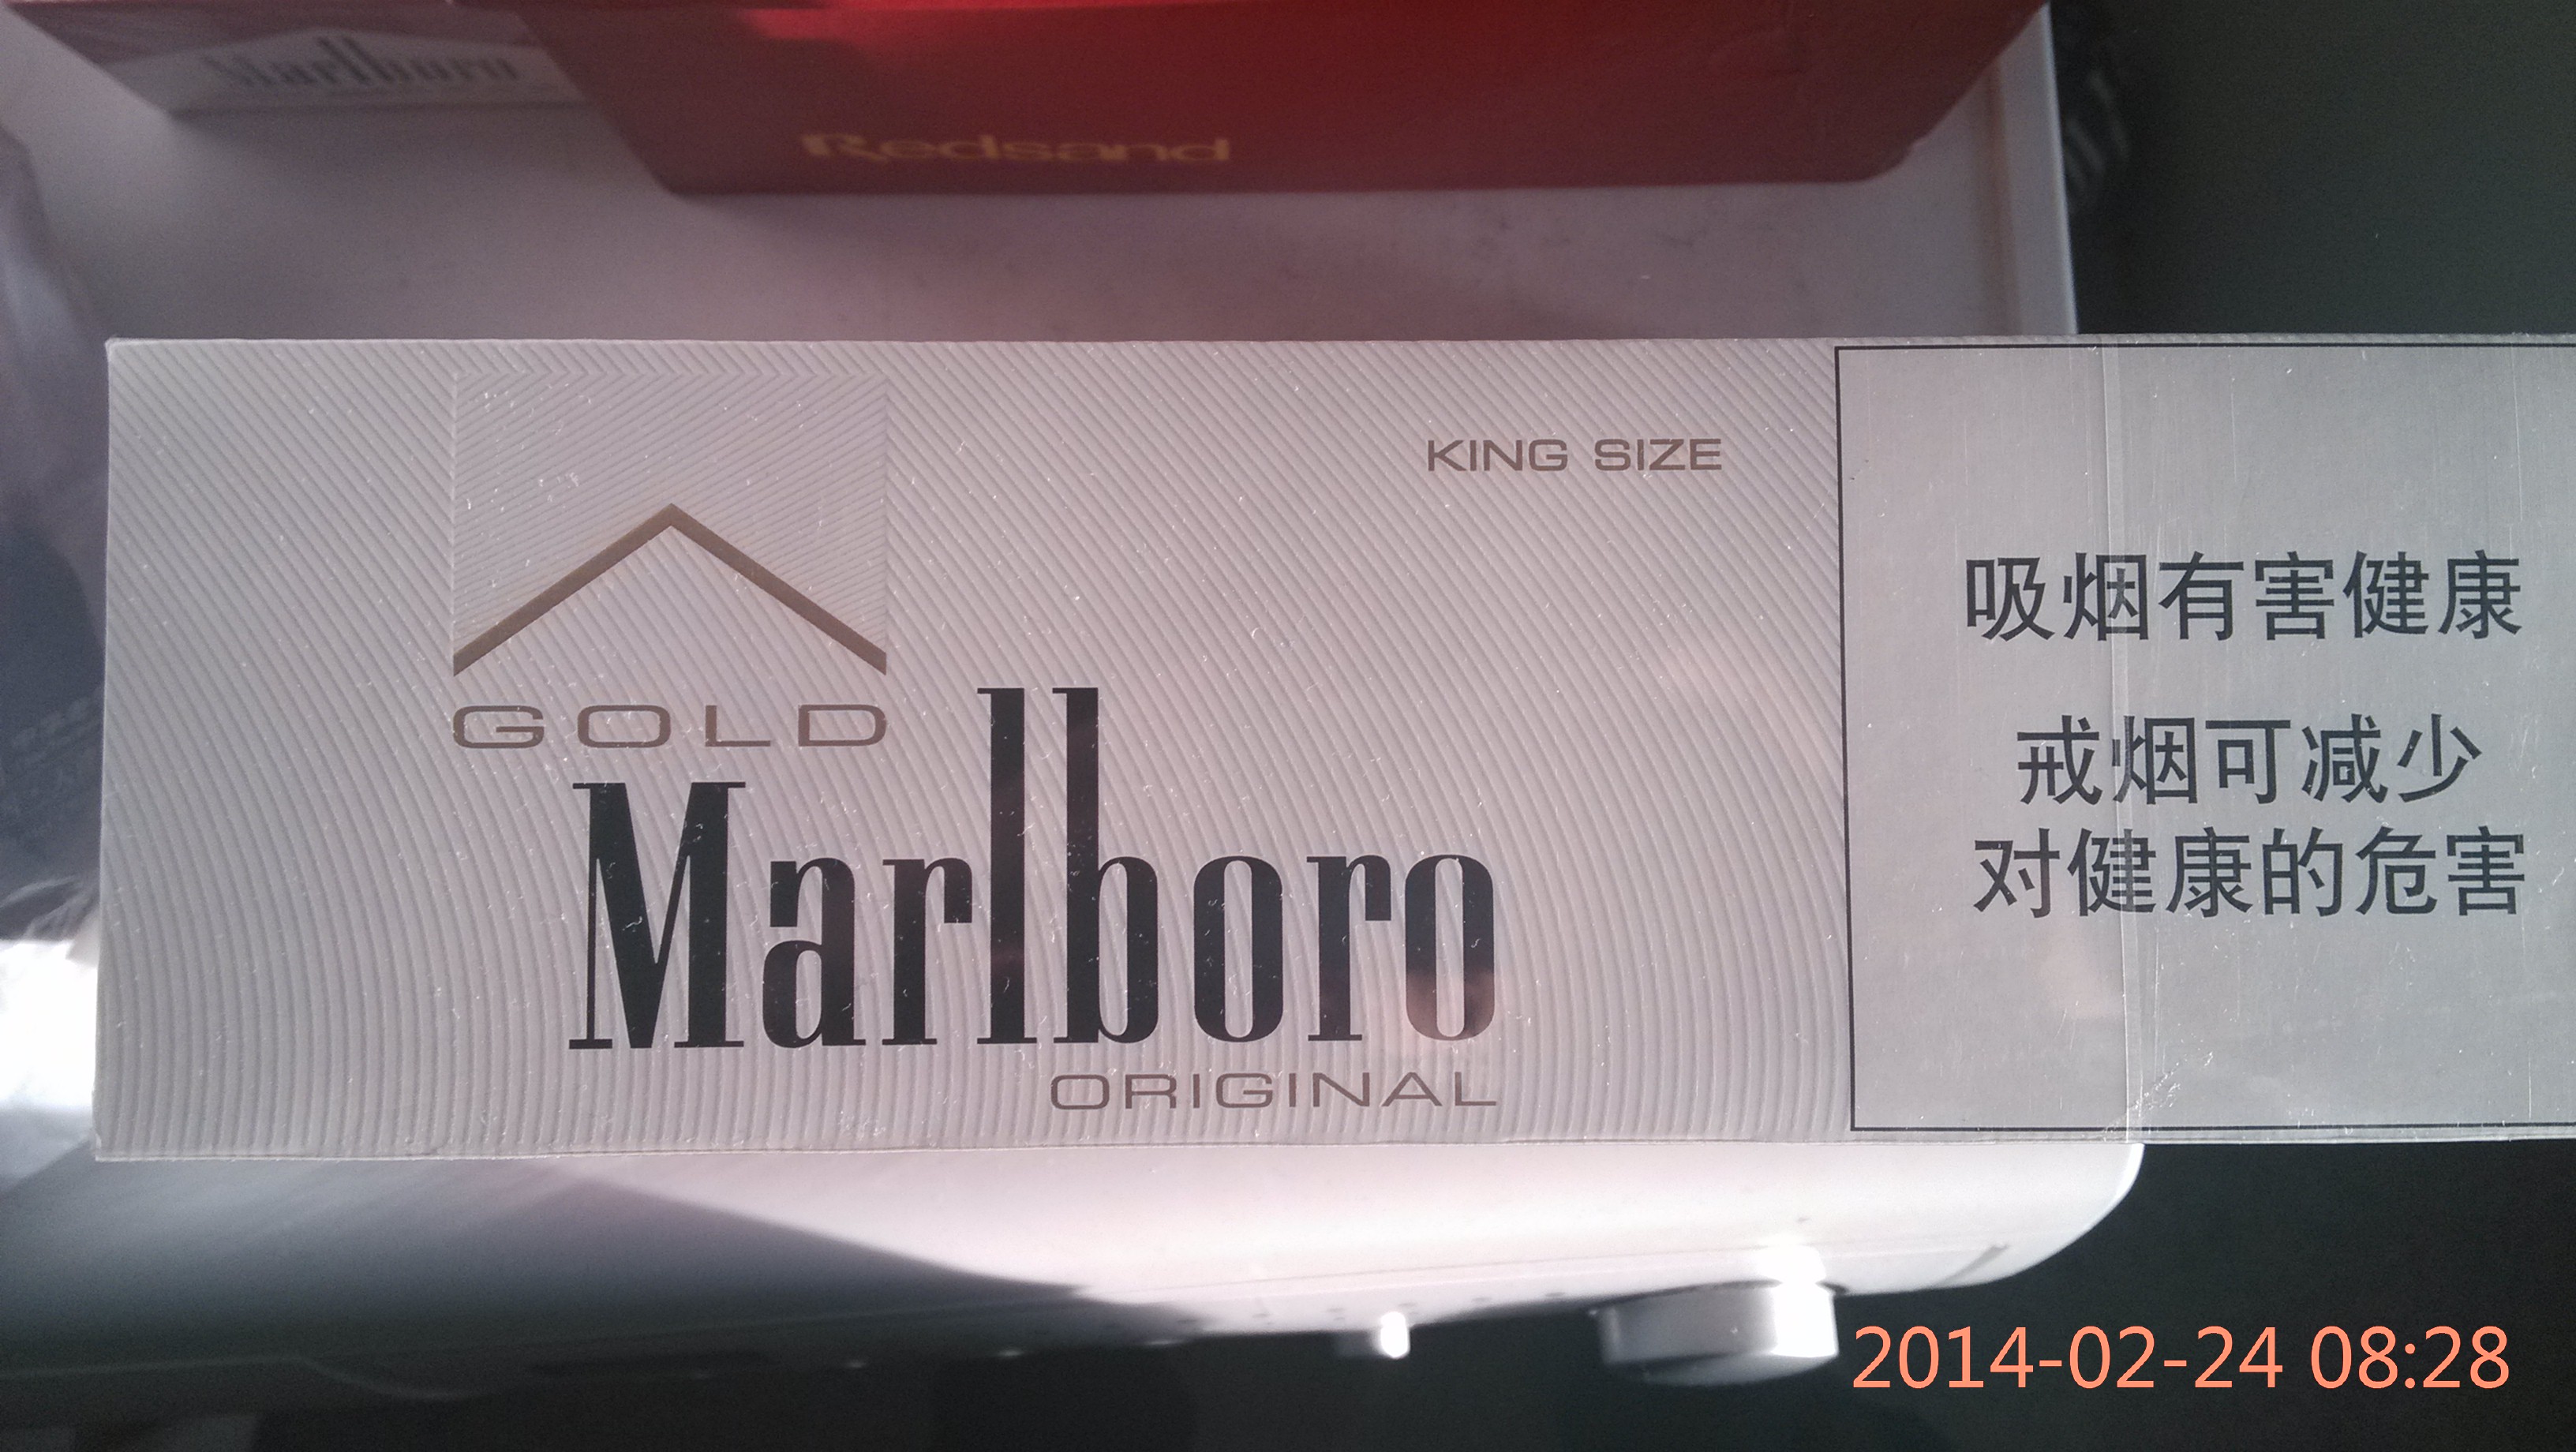 Marlboro
Redsand
KING SIZE
GOLD
Marlboro
ORIGINAL
吸烟有害健康
戒烟可减少
对健康的危害
2014-02-24 08:28